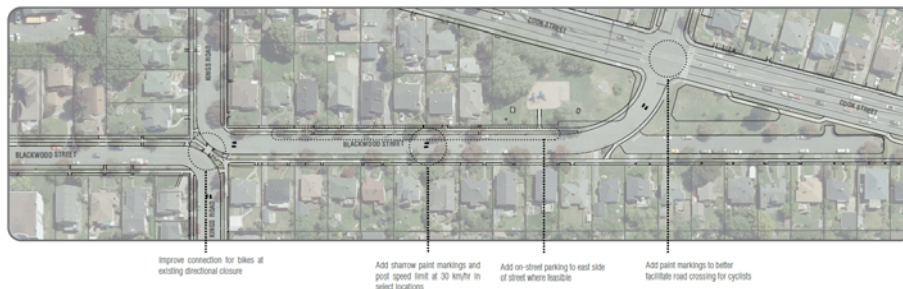 COOK STREET
KINGS ROAD
COOK STREET
BLACKWOOD STREET
BLACKWOOD STREET
KINGS ROAD
Improve connection for bikes at
existing directional closure
Add sharrow paint markings and
post speed limit at 30 km/hr in
select locations
Add on-street parking to east side
of street where feasible
Add paint markings to better
facilitate road crossing for cyclists